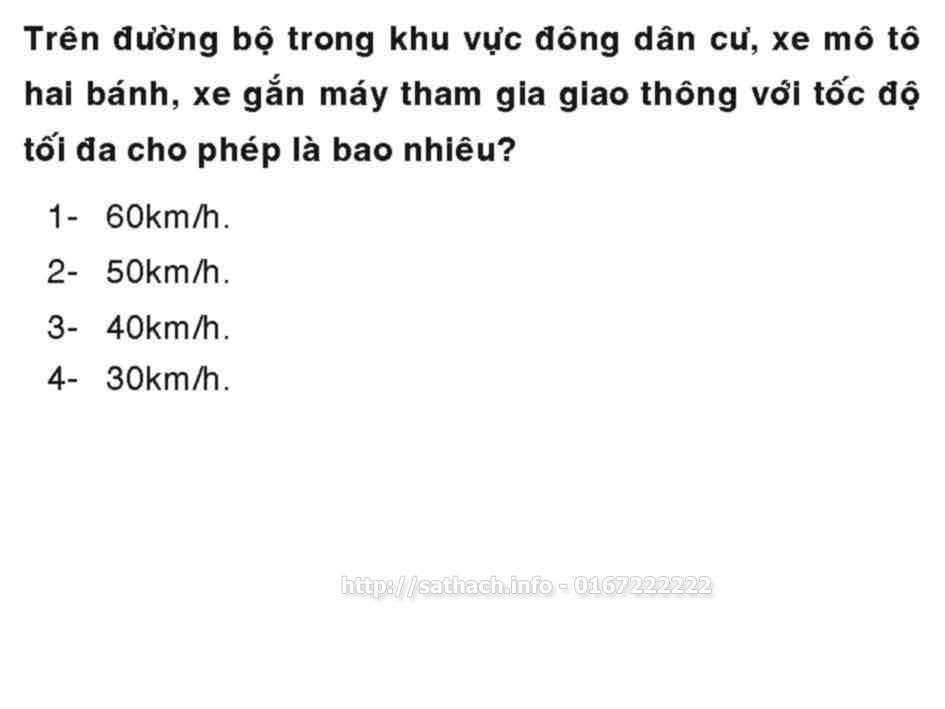 Trên đường bộ trong khu vực đông dân cư, xe mô tô
hai bánh, xe gắn máy tham gia giao thông với tốc độ
tối đa cho phép là bao nhiêu?
1- 60km/h.
2- 50km/h.
3- 40km/h.
4- 30km/h.
http://sathach.info - 0167222222